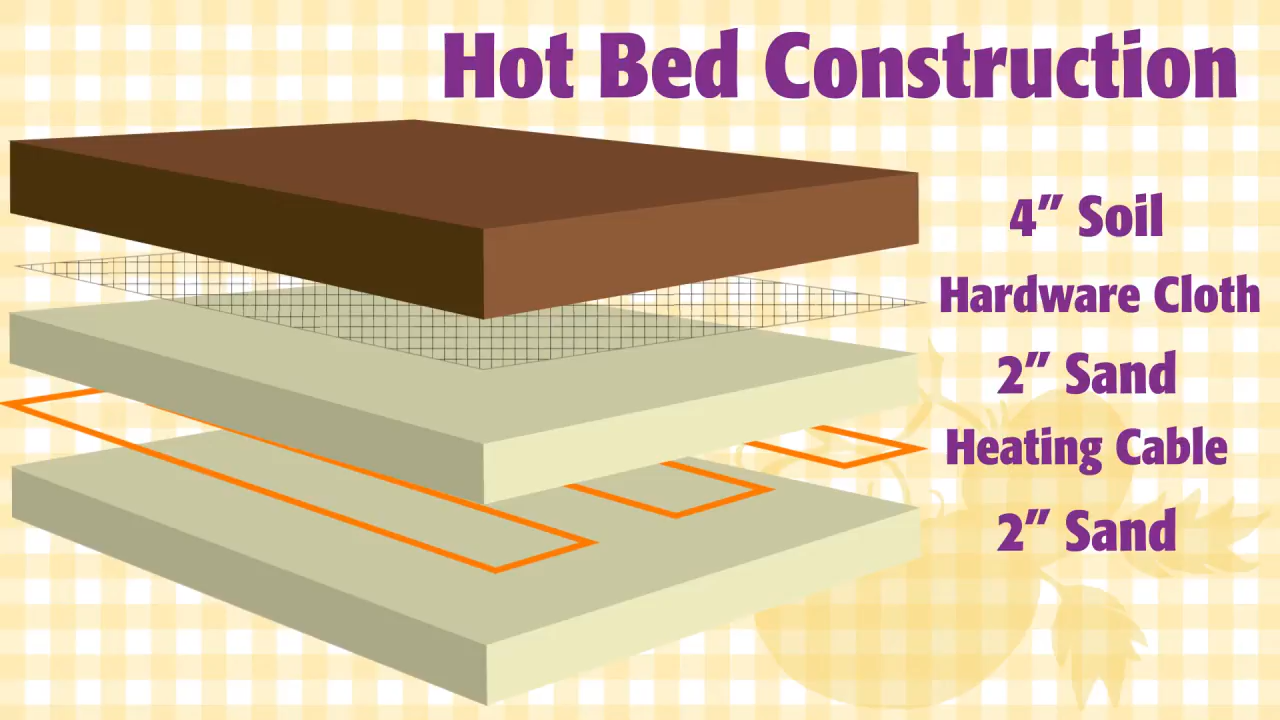 Hot Bed Construction
4” Soil
Hardware Cloth
2” Sand
Heating Cable
2” Sand